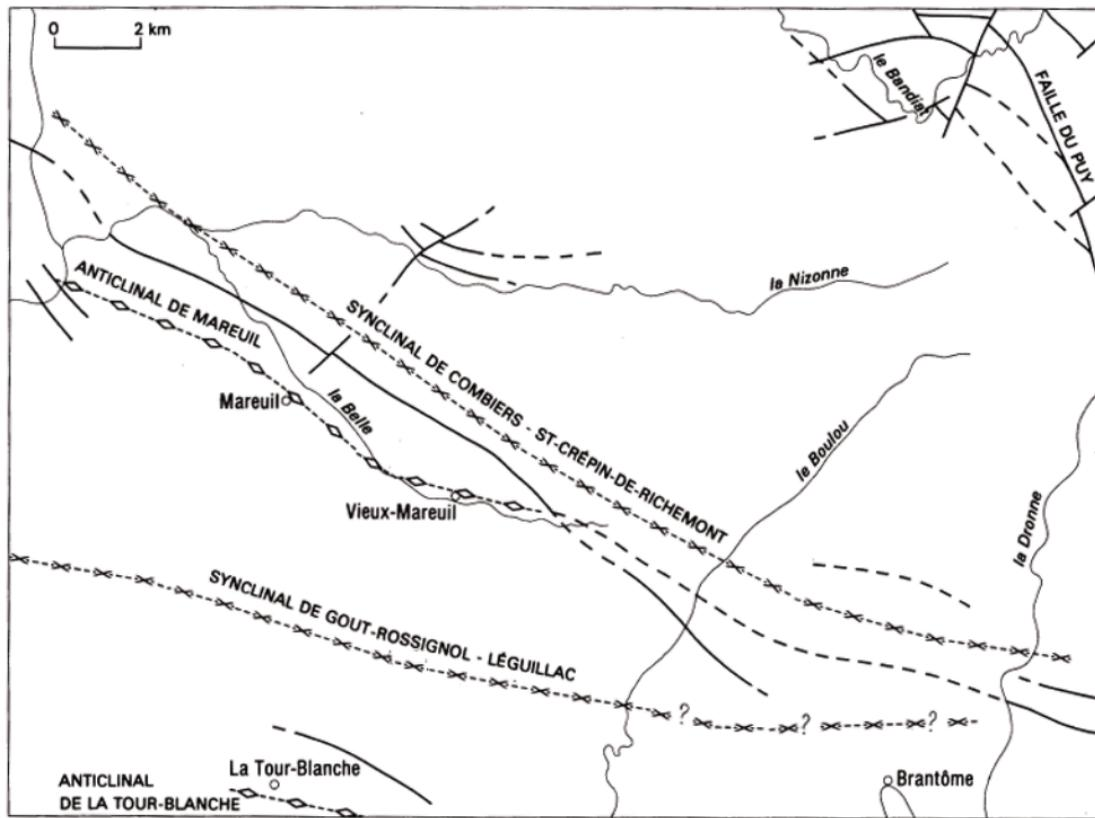 0 2 km
le Bandiat
FAILLE DU PUY
la Nizonne
ANTICLINAL DE MAREUIL
SYNCLINAL DE COMBIERS - ST-CRÉPIN-DE-RICHEMONT
Mareuil
la Belle
le Boulou
Vieux-Mareuil
la Dronne
SYNCLINAL DE GOUT-ROSSIGNOL - LÉGUILLAC
? ? ?
La Tour-Blanche
ANTICLINAL
DE LA TOUR-BLANCHE
Brantôme